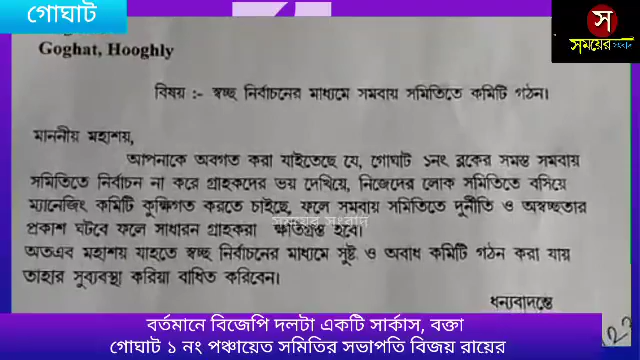 গোঘাট
স
সময়ের সংবাদ
Goghat, Hooghly
বিষয় :- স্বচ্ছ নির্বাচনের মাধ্যমে সমবায় সমিতিতে কমিটি গঠন।
মাননীয় মহাশয়,
আপনাকে অবগত করা যাইতেছে যে, গোঘাট ১নং ব্লকের সমস্ত সমবায়
সমিতিতে নির্বাচন না করে গ্রাহকদের ভয় দেখিয়ে, নিজেদের লোক সমিতিতে বসিয়ে
ম্যানেজিং কমিটি কুক্ষিগত করতে চাইছে, ফলে সমবায় সমিতিতে দুর্নীতি ও অস্বচ্ছতার
সময়ের সংবাদ
প্রকাশ ঘটবে ফলে সাধারন গ্রাহকরা ক্ষতিগ্রস্ত হবে।
অতএব মহাশয় যাহাতে স্বচ্ছ নির্বাচনের মাধ্যমে সুষ্ট ও অবাধ কমিটি গঠন করা যায়
তাহার সুব্যবস্থা করিয়া বাধিত করিবেন।
ধন্যবাদন্তে
বর্তমানে বিজেপি দলটা একটি সার্কাস, বক্তা
গোঘাট ১ নং পঞ্চায়েত সমিতির সভাপতি বিজয় রায়ের